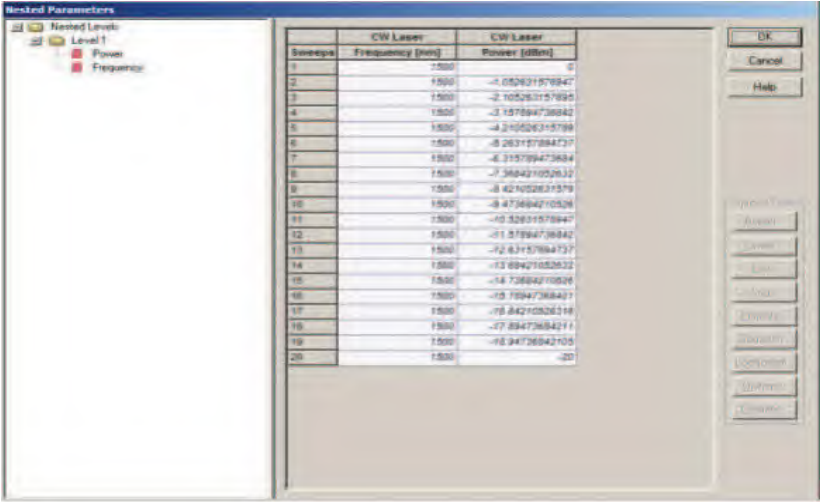 Nested Parameters
Nested Levels
Level 1
Power
Frequency
CW Laser CW Laser
Sweeps Frequency [nm] Power [dBm]
1 1500 0
2 1500 -1.052631578947
3 1500 -2.105263157895
4 1500 -3.157894736842
5 1500 -4.210526315789
6 1500 -5.263157894737
7 1500 -6.315789473684
8 1500 -7.368421052632
9 1500 -8.421052631579
10 1500 -9.473684210526
11 1500 -10.52631578947
12 1500 -11.57894736842
13 1500 -12.63157894737
14 1500 -13.68421052632
15 1500 -14.73684210526
16 1500 -15.78947368421
17 1500 -16.84210526316
18 1500 -17.89473684211
19 1500 -18.94736842105
20 1500 -20
OK
Cancel
Help